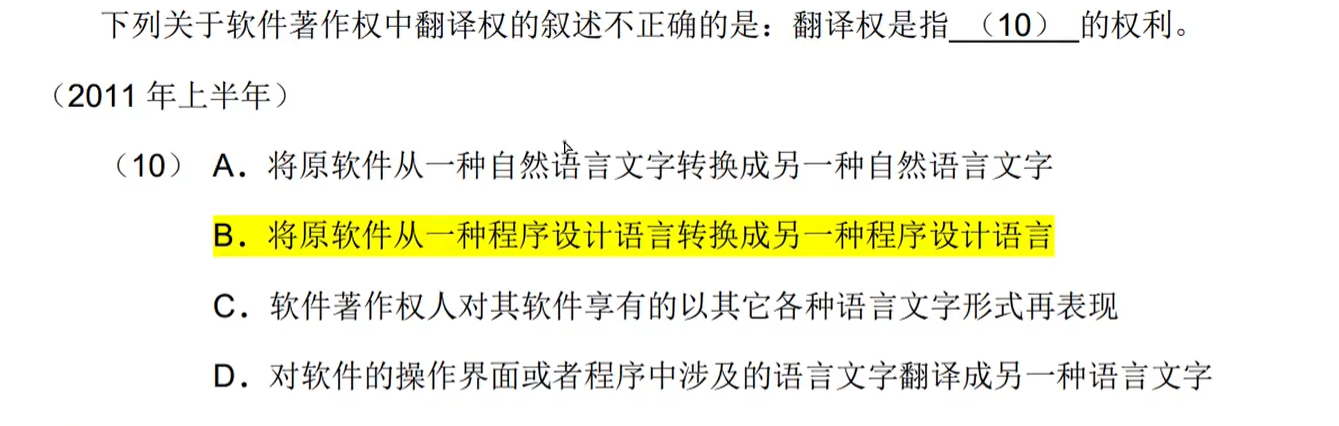 下列关于软件著作权中翻译权的叙述不正确的是：翻译权是指（10）的权利。
（2011 年上半年）
（10） A．将原软件从一种自然语言文字转换成另一种自然语言文字
B．将原软件从一种程序设计语言转换成另一种程序设计语言
C．软件著作权人对其软件享有的以其它各种语言文字形式再表现
D．对软件的操作界面或者程序中涉及的语言文字翻译成另一种语言文字